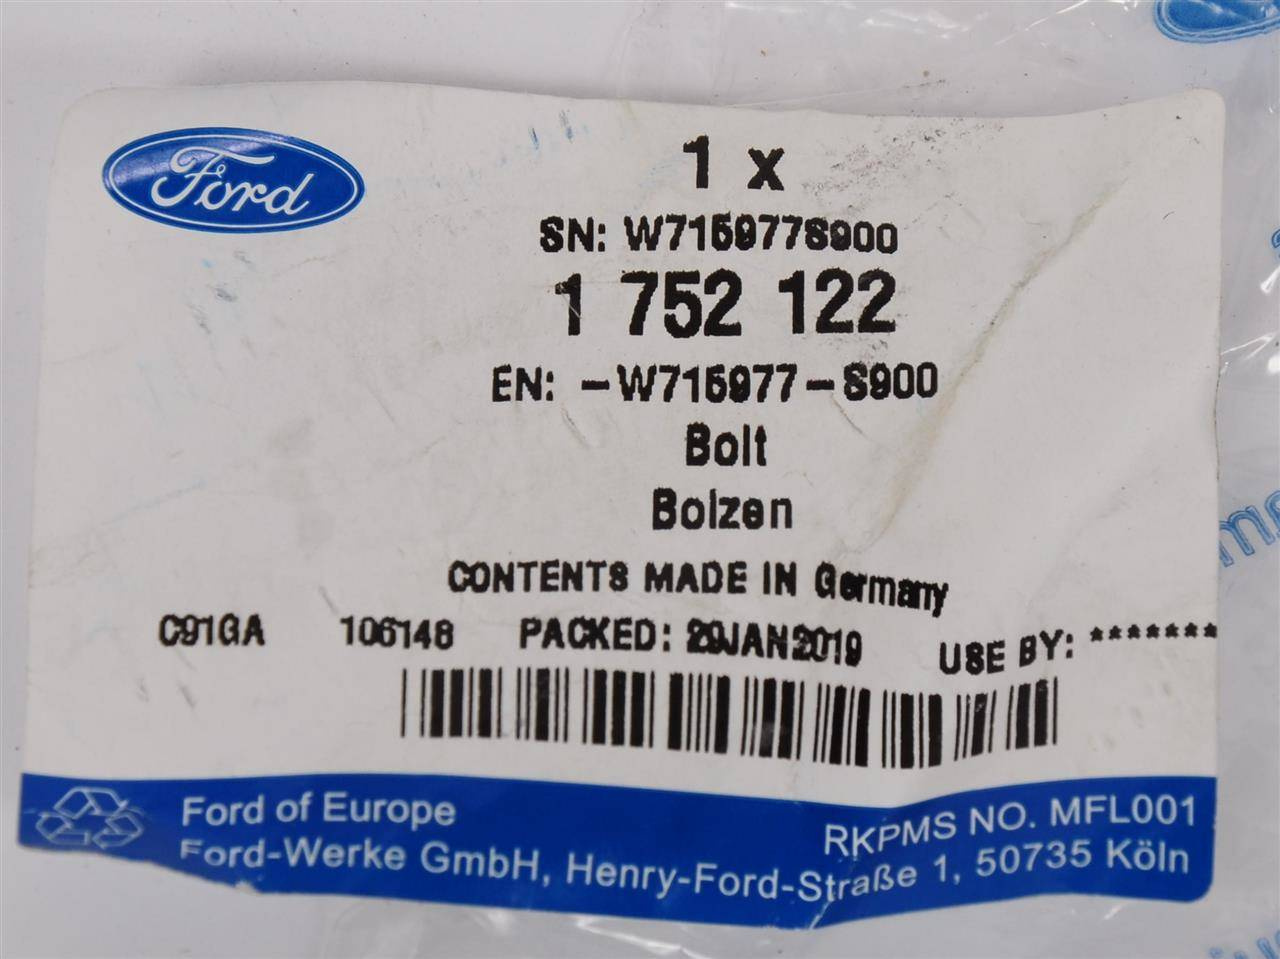 Ford
1 x
SN: W715977S900
1 752 122
EN: -W715977-S900
Bolt
Bolzen
CONTENTS MADE IN Germany
C91GA 106148 PACKED: 29JAN2019 USE BY: *******
Ford of Europe
RKPMS NO. MFL001
Ford-Werke GmbH, Henry-Ford-Straße 1, 50735 Köln